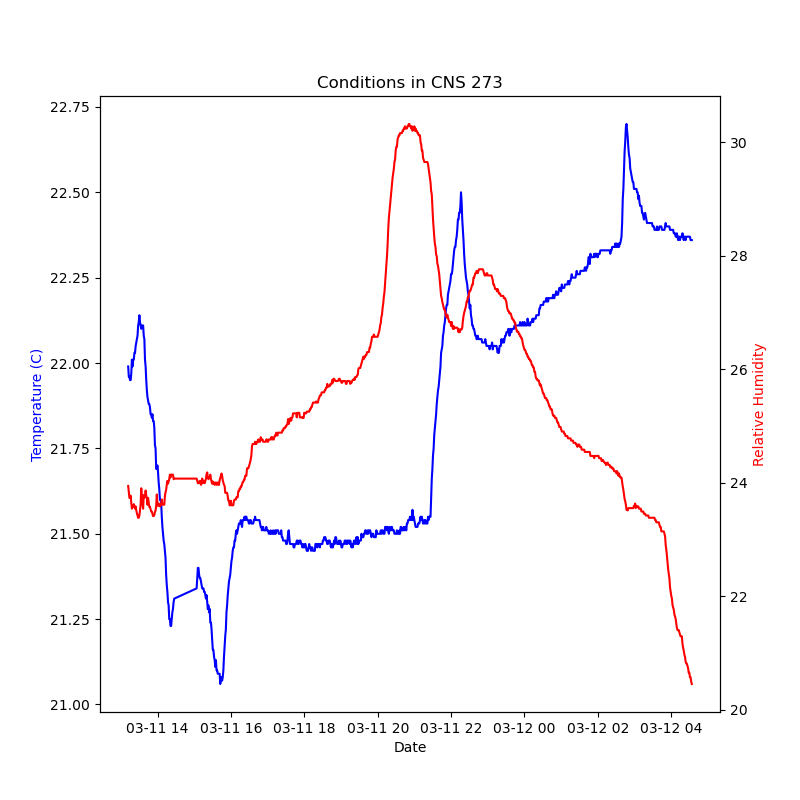 Conditions in CNS 273
22.75
22.50
22.25
22.00
21.75
21.50
21.25
21.00
Temperature (C)
30
28
26
24
22
20
Relative Humidity
03-11 14 03-11 16 03-11 18 03-11 20 03-11 22 03-12 00 03-12 02 03-12 04
Date